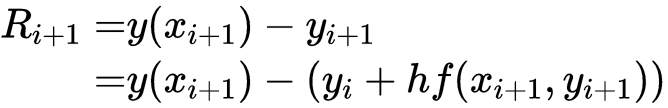 R_{i+1} = y(x_{i+1}) − y_{i+1}
= y(x_{i+1}) − (y_i + hf(x_{i+1}, y_{i+1}))